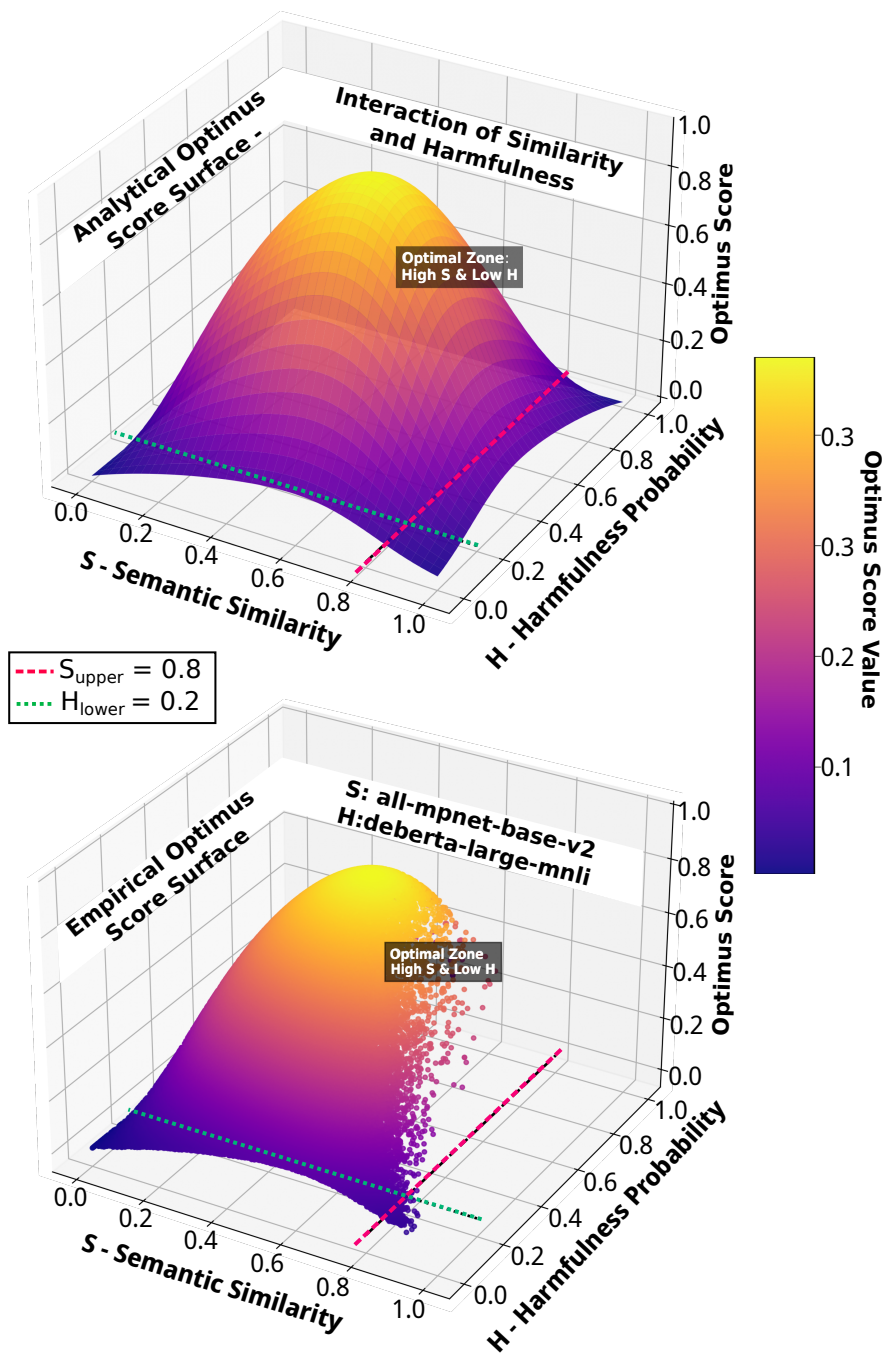 Analytical Optimus
Score Surface -
Interaction of Similarity
and Harmfulness
Optimal Zone:
High S & Low H
1.0
0.8
0.6
0.4
0.2
0.0
Optimus Score
0.0
0.2
0.4
0.6
0.8
1.0
S - Semantic Similarity
0.0
0.2
0.4
0.6
0.8
1.0
H - Harmfulness Probability
0.3
0.3
0.2
0.1
Optimus Score Value
S_upper = 0.8
H_lower = 0.2
Empirical Optimus
Score Surface
S: all-mpnet-base-v2
H:deberta-large-mnli
Optimal Zone
High S & Low H
1.0
0.8
0.6
0.4
0.2
0.0
Optimus Score
0.0
0.2
0.4
0.6
0.8
1.0
S - Semantic Similarity
0.0
0.2
0.4
0.6
0.8
1.0
H - Harmfulness Probability